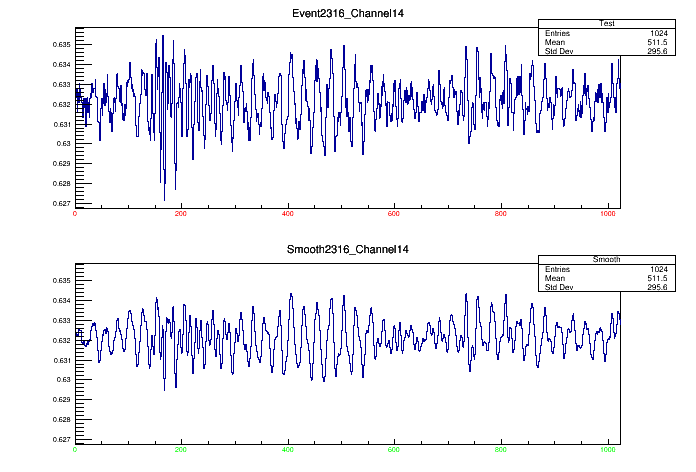 Event2316_Channel14
Test
Entries 1024
Mean 511.5
Std Dev 295.6
0.635
0.634
0.633
0.632
0.631
0.63
0.629
0.628
0.627
0 200 400 600 800 1000
Smooth2316_Channel14
Smooth
Entries 1024
Mean 511.5
Std Dev 295.6
0.635
0.634
0.633
0.632
0.631
0.63
0.629
0.628
0.627
0 200 400 600 800 1000